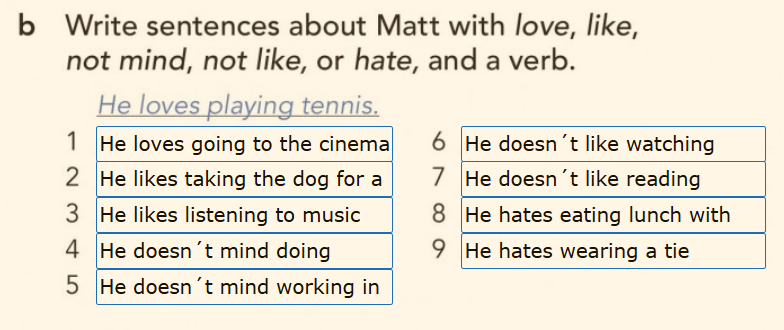 b Write sentences about Matt with love, like,
not mind, not like, or hate, and a verb.
He loves playing tennis.
1 He loves going to the cinema
2 He likes taking the dog for a
3 He likes listening to music
4 He doesn´t mind doing
5 He doesn´t mind working in
6 He doesn´t like watching
7 He doesn´t like reading
8 He hates eating lunch with
9 He hates wearing a tie